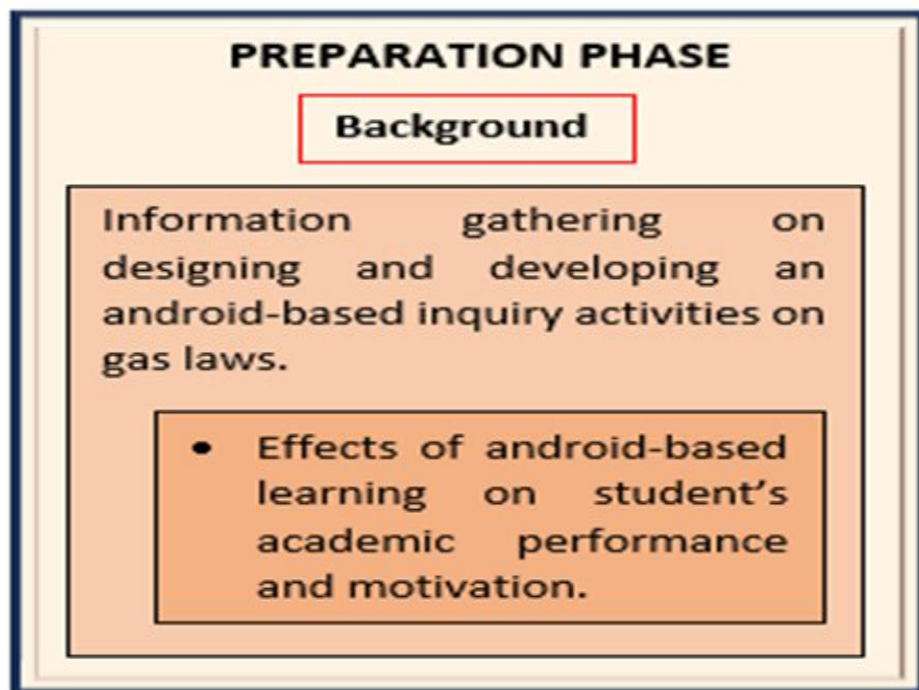 PREPARATION PHASE
Background
Information gathering on
designing and developing an
android-based inquiry activities on
gas laws.
• Effects of android-based
learning on student’s
academic performance
and motivation.